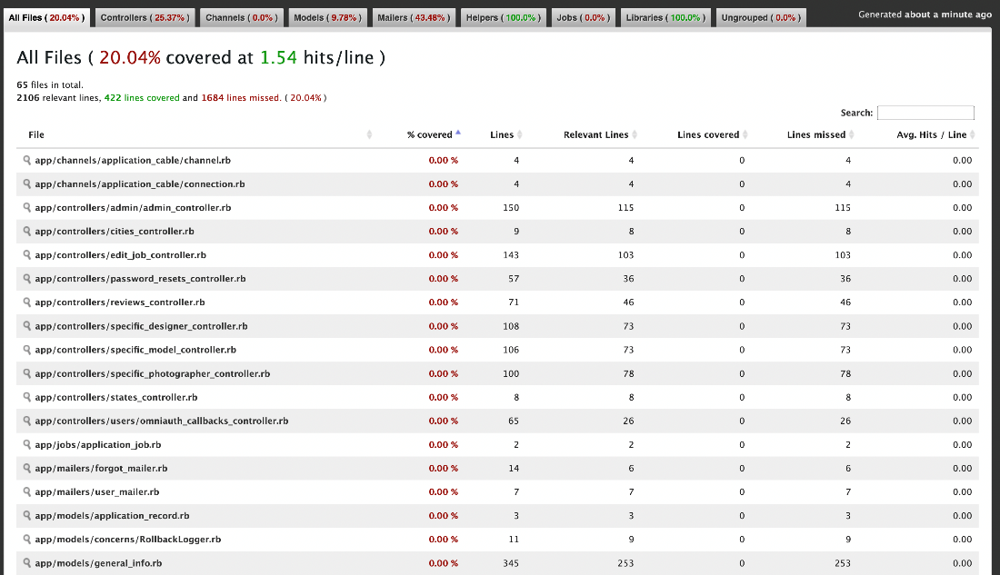 All Files ( 20.04% ) Controllers ( 25.37% ) Channels ( 0.0% ) Models ( 9.78% ) Mailers ( 43.48% ) Helpers ( 100.0% ) Jobs ( 0.0% ) Libraries ( 100.0% ) Ungrouped ( 0.0% ) Generated about a minute ago
All Files ( 20.04% covered at 1.54 hits/line )
65 files in total.
2106 relevant lines, 422 lines covered and 1684 lines missed. ( 20.04% )
Search:
File % covered Lines Relevant Lines Lines covered Lines missed Avg. Hits / Line
app/channels/application_cable/channel.rb 0.00 % 4 4 0 4 0.00
app/channels/application_cable/connection.rb 0.00 % 4 4 0 4 0.00
app/controllers/admin/admin_controller.rb 0.00 % 150 115 0 115 0.00
app/controllers/cities_controller.rb 0.00 % 9 8 0 8 0.00
app/controllers/edit_job_controller.rb 0.00 % 143 103 0 103 0.00
app/controllers/password_resets_controller.rb 0.00 % 57 36 0 36 0.00
app/controllers/reviews_controller.rb 0.00 % 71 46 0 46 0.00
app/controllers/specific_designer_controller.rb 0.00 % 108 73 0 73 0.00
app/controllers/specific_model_controller.rb 0.00 % 106 73 0 73 0.00
app/controllers/specific_photographer_controller.rb 0.00 % 100 78 0 78 0.00
app/controllers/states_controller.rb 0.00 % 8 8 0 8 0.00
app/controllers/users/omniauth_callbacks_controller.rb 0.00 % 65 26 0 26 0.00
app/jobs/application_job.rb 0.00 % 2 2 0 2 0.00
app/mailers/forgot_mailer.rb 0.00 % 14 6 0 6 0.00
app/mailers/user_mailer.rb 0.00 % 7 7 0 7 0.00
app/models/application_record.rb 0.00 % 3 3 0 3 0.00
app/models/concerns/RollbackLogger.rb 0.00 % 11 9 0 9 0.00
app/models/general_info.rb 0.00 % 345 253 0 253 0.00